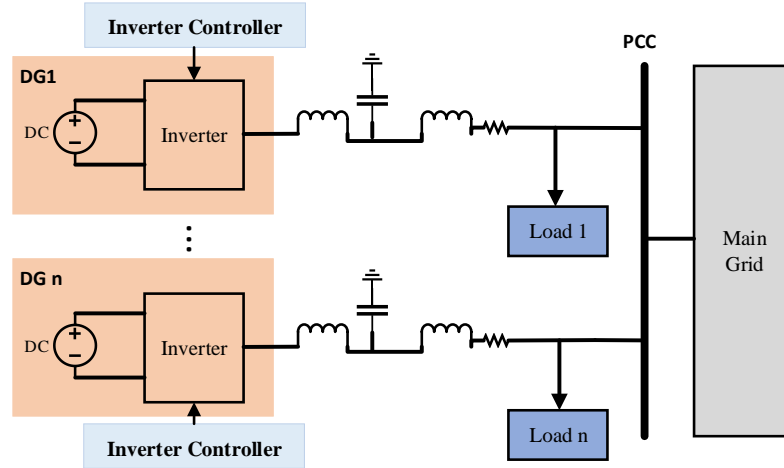 Inverter Controller
PCC
DG1
DC
Inverter
Load 1
Main
Grid
DG n
DC
Inverter
Load n
Inverter Controller